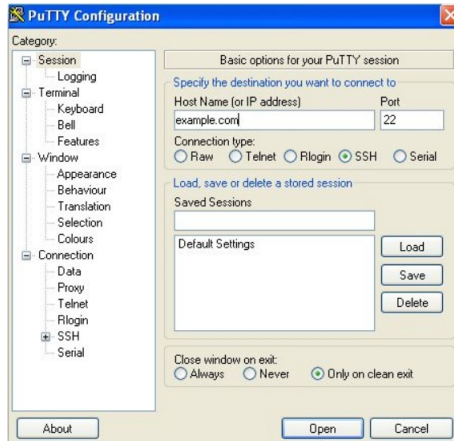 PuTTY Configuration
Category:
Session
Logging
Terminal
Keyboard
Bell
Features
Window
Appearance
Behaviour
Translation
Selection
Colours
Connection
Data
Proxy
Telnet
Rlogin
SSH
Serial
Basic options for your PuTTY session
Specify the destination you want to connect to
Host Name (or IP address) Port
example.com 22
Connection type:
Raw Telnet Rlogin SSH Serial
Load, save or delete a stored session
Saved Sessions
Default Settings
Load
Save
Delete
Close window on exit:
Always Never Only on clean exit
About Open Cancel